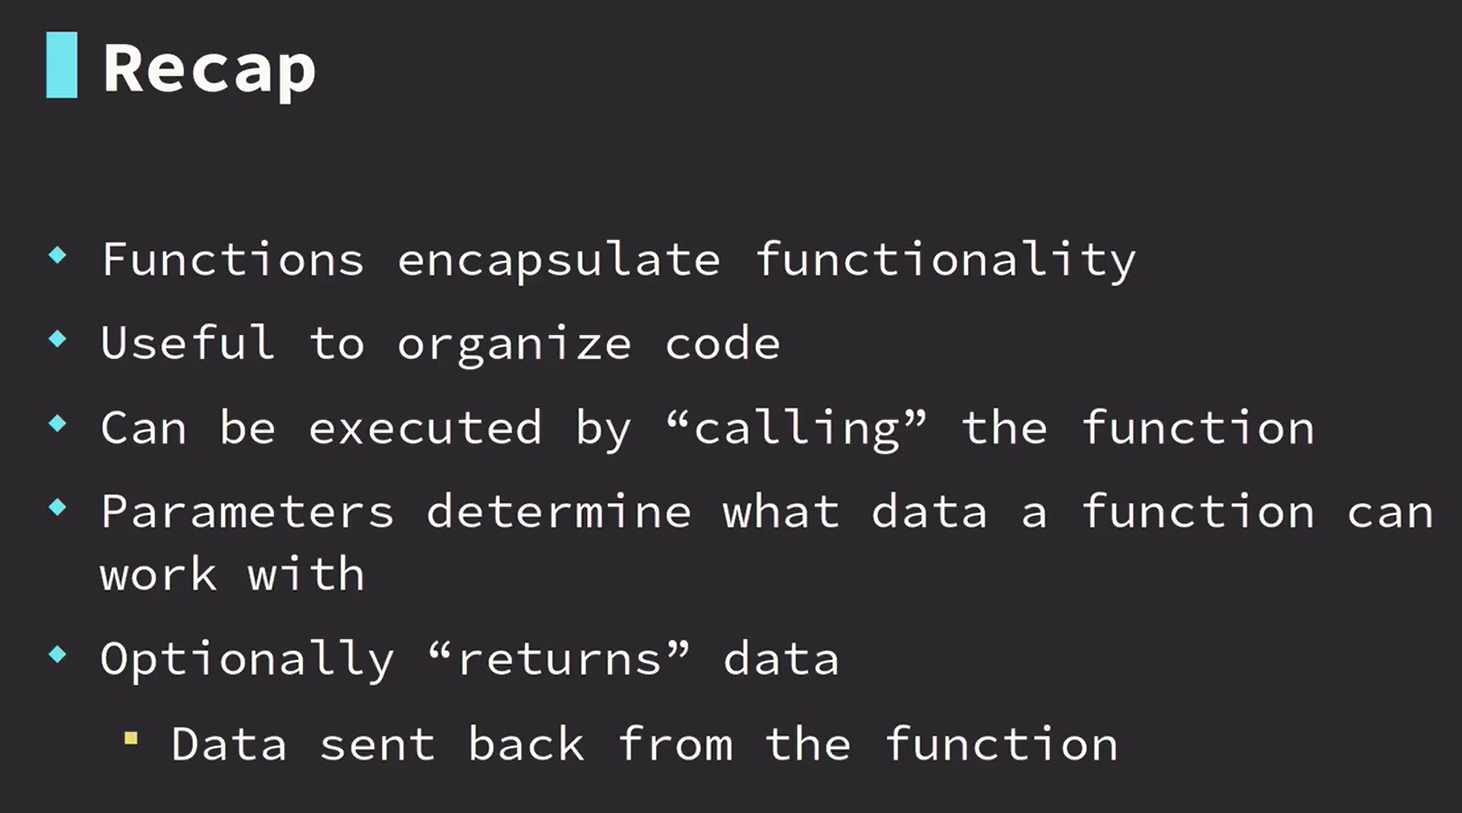 Recap
Functions encapsulate functionality
Useful to organize code
Can be executed by “calling” the function
Parameters determine what data a function can
work with
Optionally “returns” data
Data sent back from the function